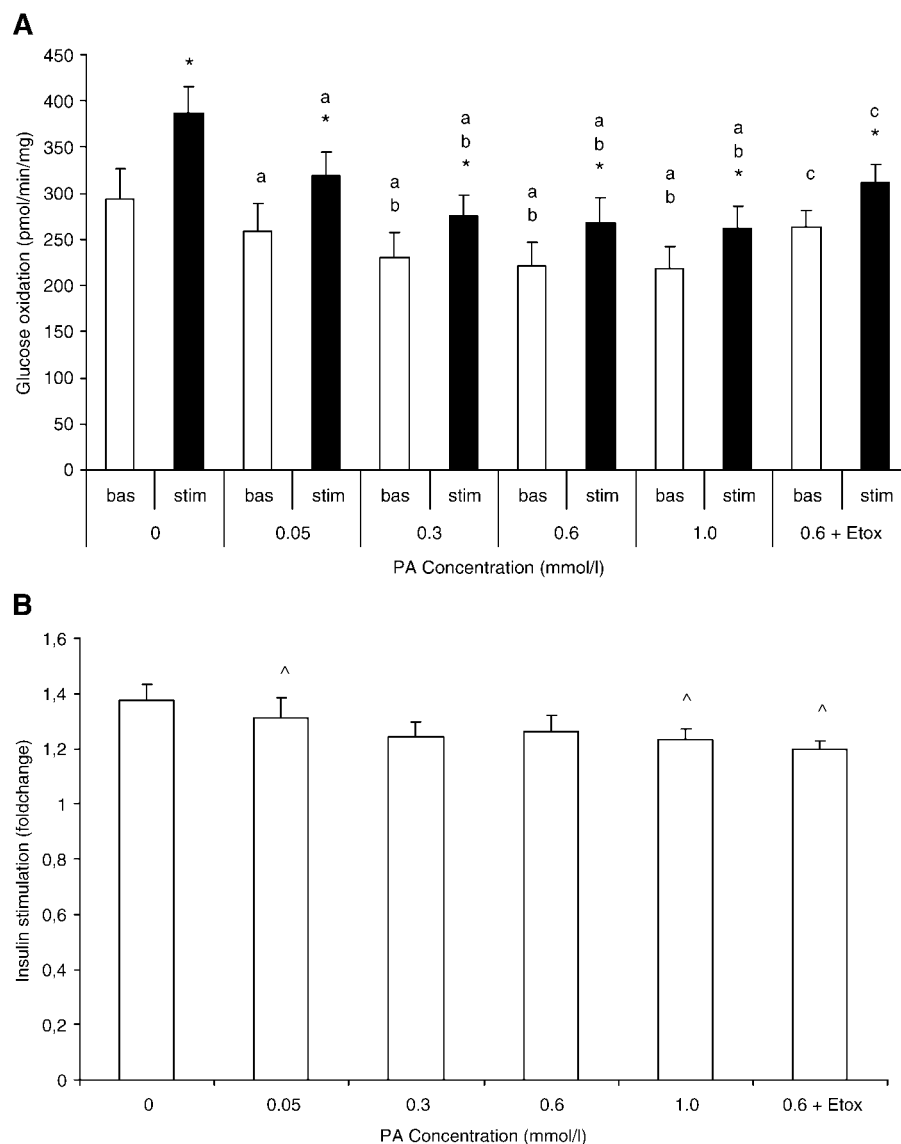 A
Glucose oxidation (pmol/min/mg)
450
400
350
300
250
200
150
100
50
0
*
a
*
a
a
b
*
a
b
a
b
*
a
b
a
b
*
a
b
c
*
c
bas stim bas stim bas stim bas stim bas stim bas stim
0 0.05 0.3 0.6 1.0 0.6 + Etox
PA Concentration (mmol/l)
B
Insulin stimulation (foldchange)
1,6
1,4
1,2
1
0,8
0,6
0,4
0,2
0
^ ^ ^
0 0.05 0.3 0.6 1.0 0.6 + Etox
PA Concentration (mmol/l)